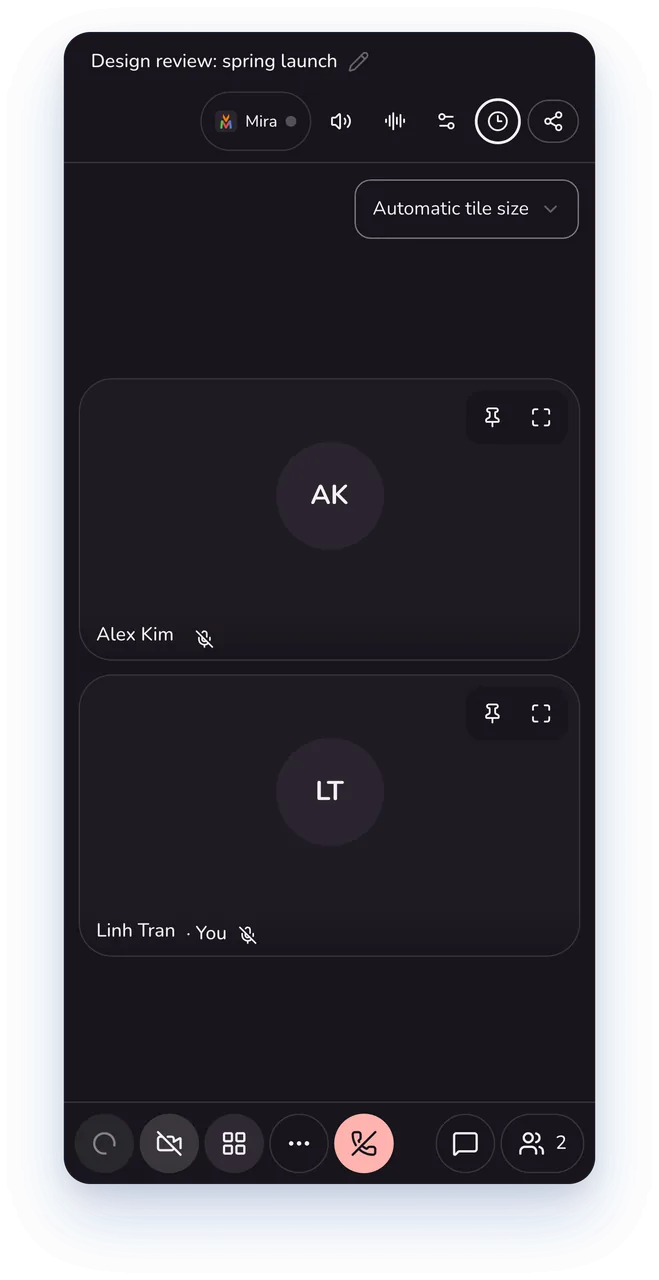 Design review: spring launch
Mira
Automatic tile size
AK
Alex Kim
LT
Linh Tran · You
2